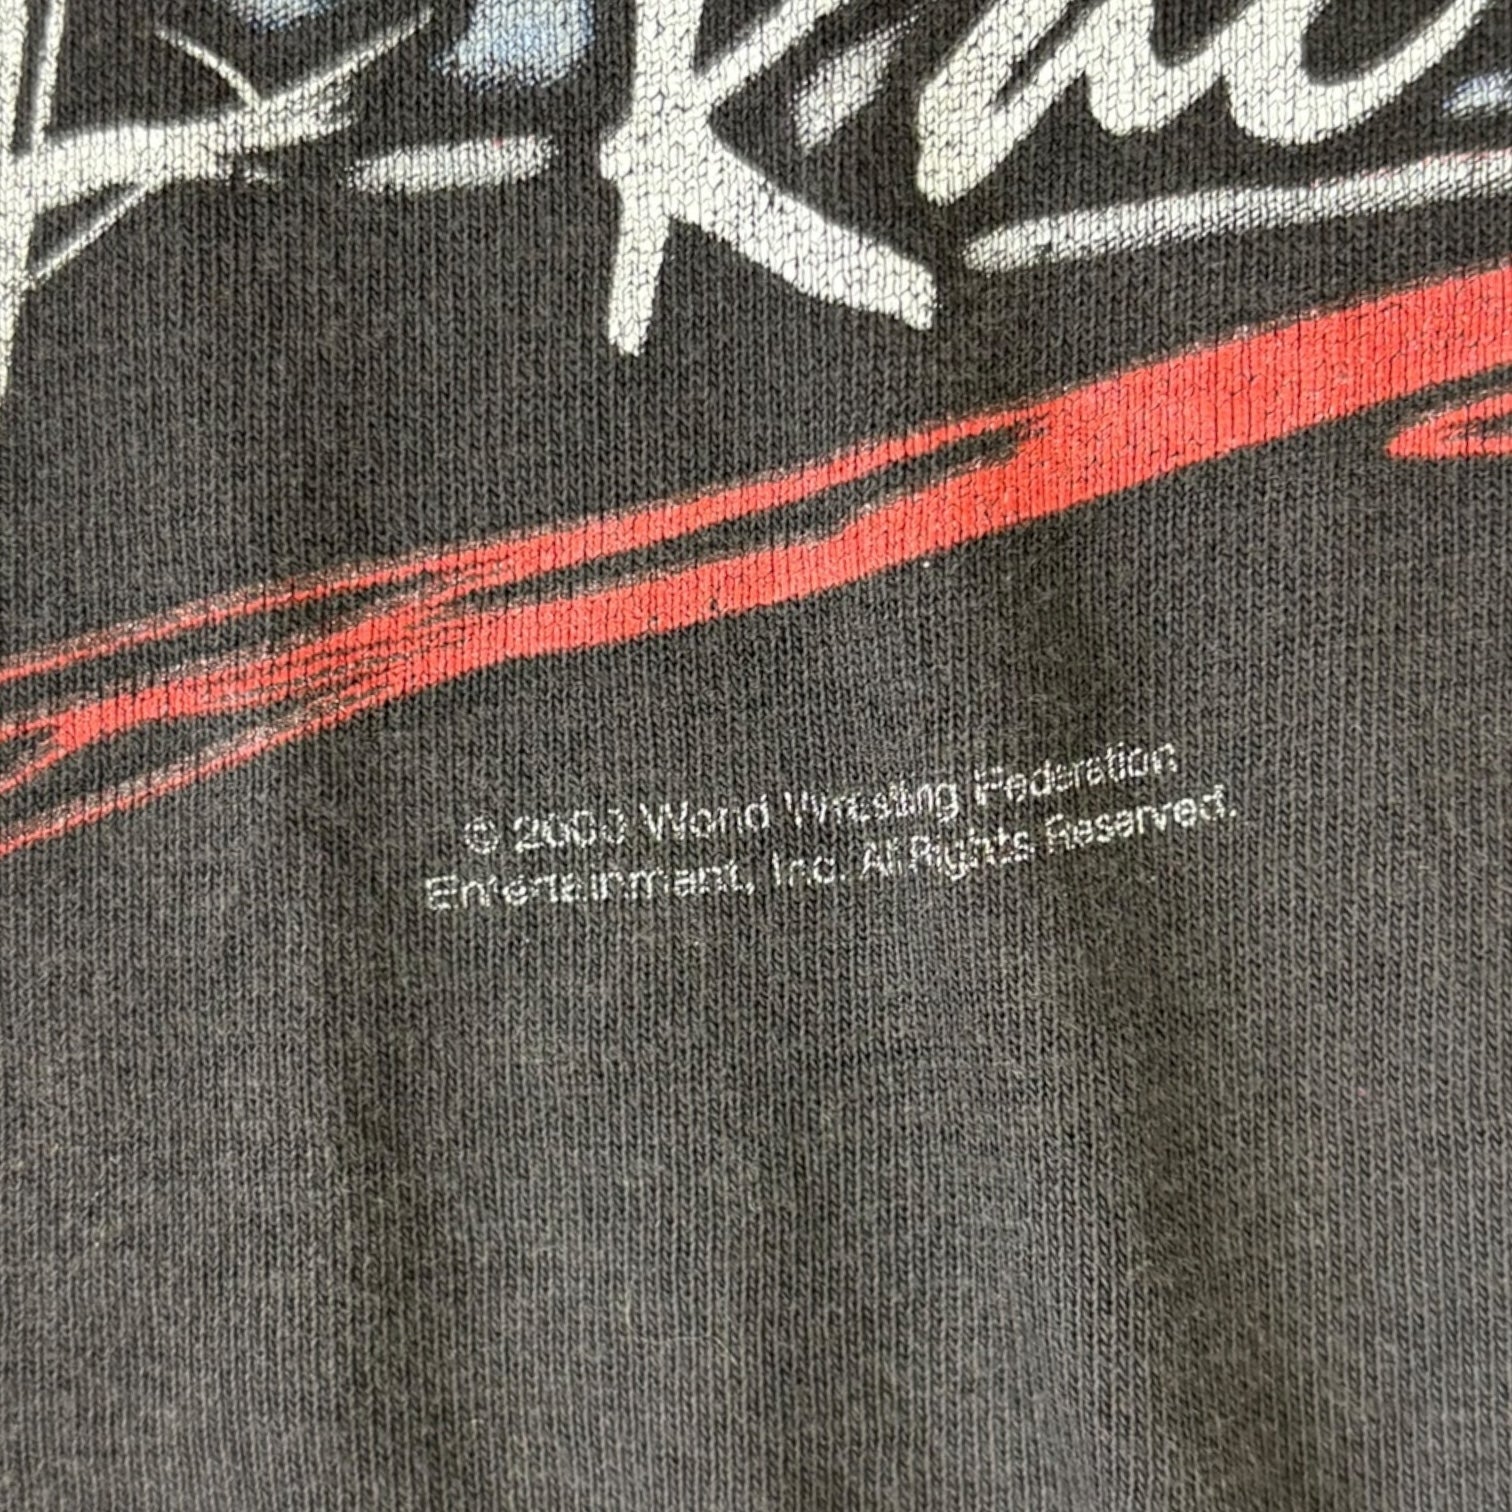 © 2000 World Wrestling Federation
Entertainment, Inc. All Rights Reserved.